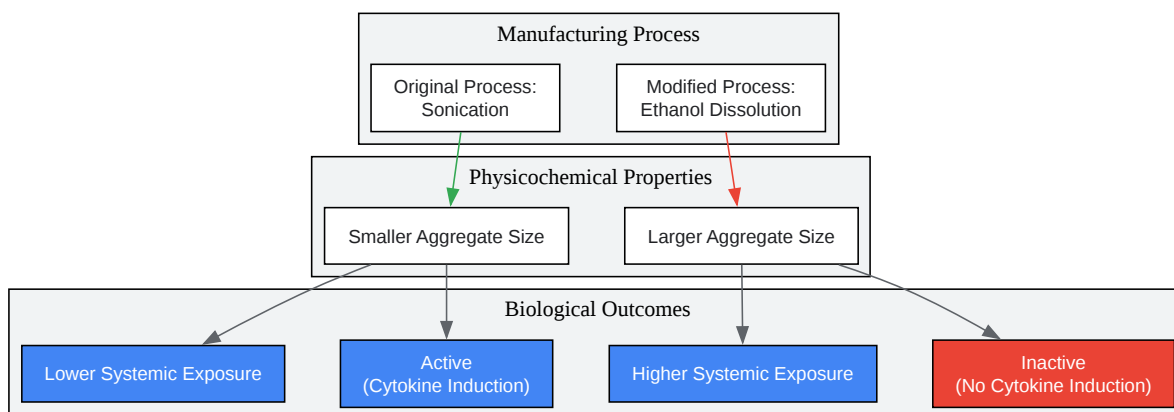 Manufacturing Process
Original Process:
Sonication
Modified Process:
Ethanol Dissolution
Physicochemical Properties
Smaller Aggregate Size
Larger Aggregate Size
Biological Outcomes
Lower Systemic Exposure
Active
(Cytokine Induction)
Higher Systemic Exposure
Inactive
(No Cytokine Induction)